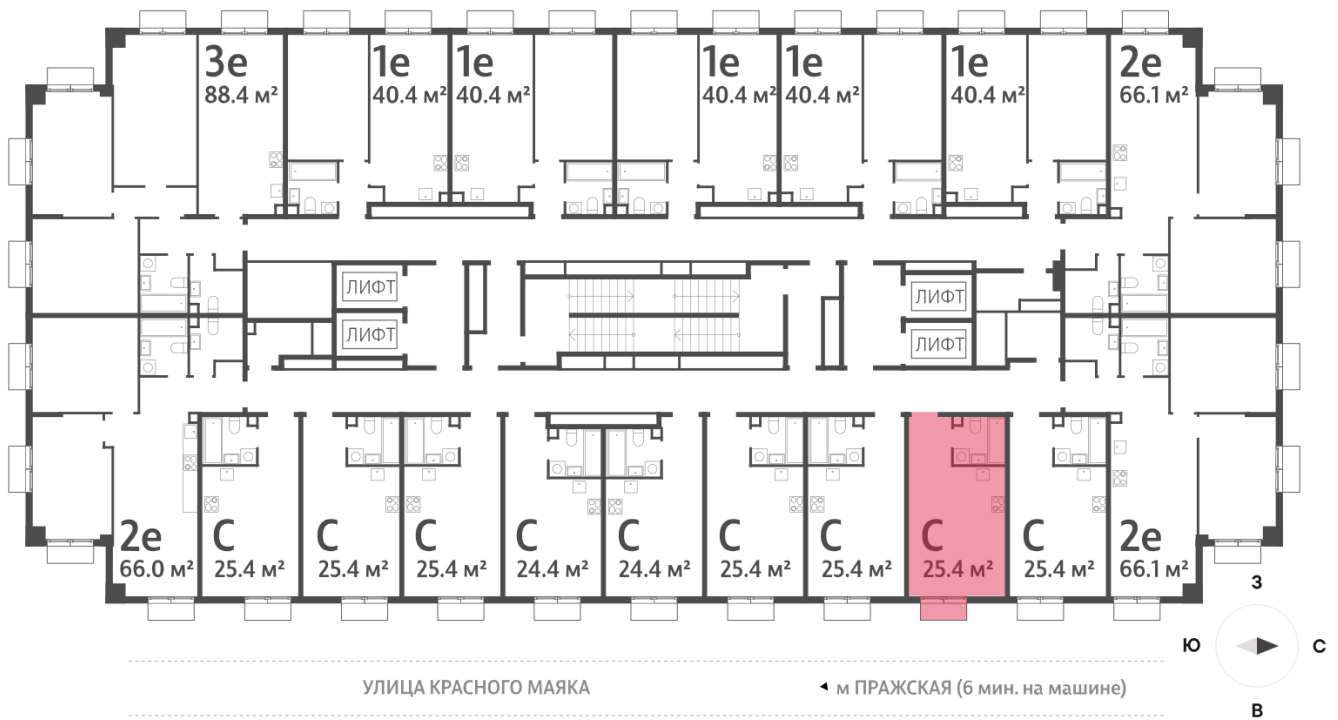 3е
88.4 м²
1е
40.4 м²
1е
40.4 м²
1е
40.4 м²
1е
40.4 м²
1е
40.4 м²
2е
66.1 м²
ЛИФТ
ЛИФТ
ЛИФТ
ЛИФТ
2е
66.0 м²
С
25.4 м²
С
25.4 м²
С
25.4 м²
С
24.4 м²
С
24.4 м²
С
25.4 м²
С
25.4 м²
С
25.4 м²
С
25.4 м²
2е
66.1 м²
З
Ю
С
В
УЛИЦА КРАСНОГО МАЯКА
м ПРАЖСКАЯ (6 мин. на машине)